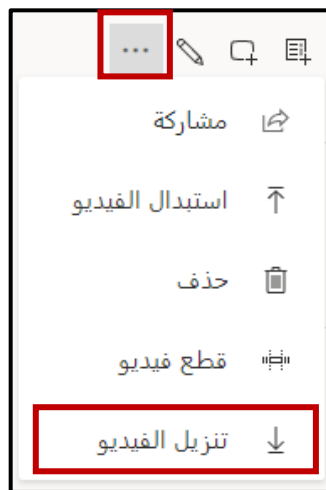 مشاركة
استبدال الفيديو
حذف
قطع فيديو
تنزيل الفيديو